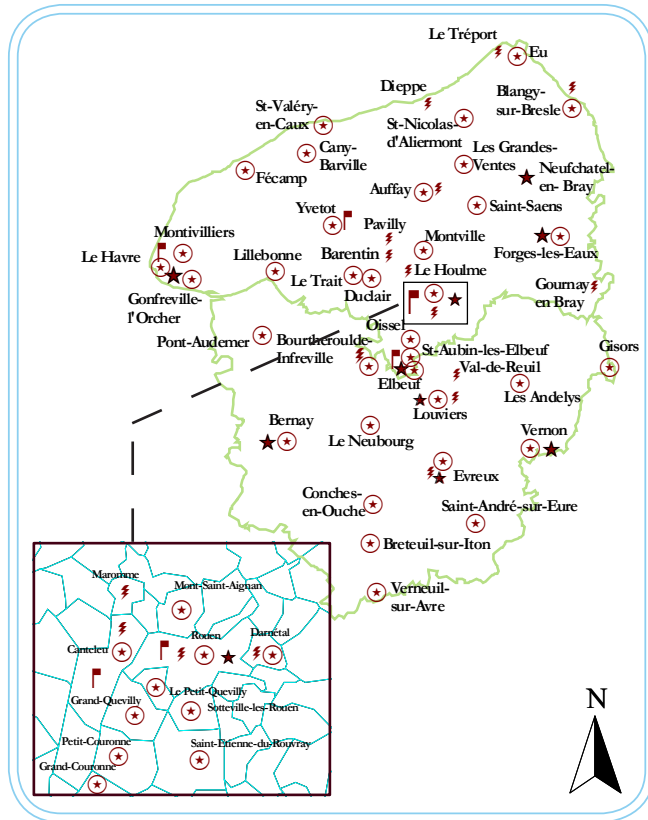 Le Tréport
Eu
Dieppe
Blangy-
sur-Bresle
St-Valéry-
en-Caux
St-Nicolas-
d'Aliermont
Cany-
Barville
Les Grandes-
Ventes
Fécamp
Neufchatel-
en- Bray
Auffay
Saint-Saens
Yvetot
Pavilly
Montville
Montivilliers
Forges-les-Eaux
Le Havre
Lillebonne
Barentin
Le Houlme
Le Trait
Duclair
Gournay
en Bray
Gonfreville-
l'Orcher
Oissel
Pont-Audemer
Bourtheroulde-
Infreville
St-Aubin-les-Elbeuf
Gisors
Val-de-Reuil
Elbeuf
Les Andelys
Louviers
Bernay
Le Neubourg
Vernon
Evreux
Conches-
en-Ouche
Saint-André-sur-Eure
Breteuil-sur-Iton
Verneuil-
sur-Avre
Maromme
Mont-Saint-Aignan
Rouen
Darnétal
Canteleu
Le Petit-Quevilly
Grand-Quevilly
Sotteville-les-Rouen
Petit-Couronne
Saint-Etienne-du-Rouvray
Grand-Couronne
N